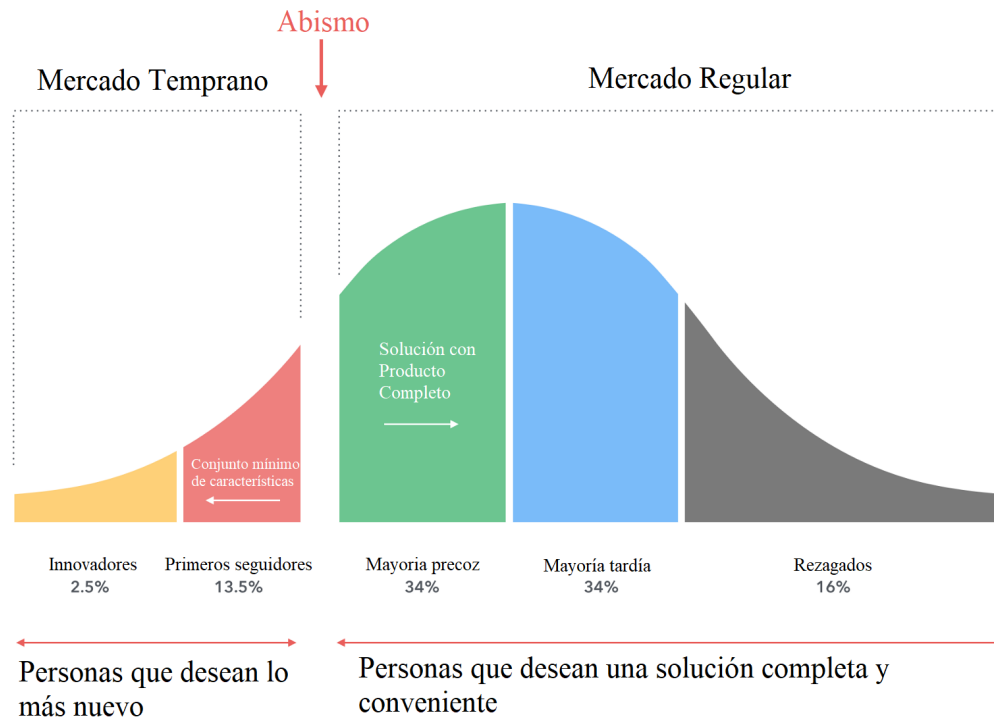 Abismo
Mercado Temprano
Mercado Regular
Solución con
Producto
Completo
Conjunto mínimo
de características
Innovadores
2.5%
Primeros seguidores
13.5%
Mayoria precoz
34%
Mayoría tardía
34%
Rezagados
16%
Personas que desean lo
más nuevo
Personas que desean una solución completa y
conveniente